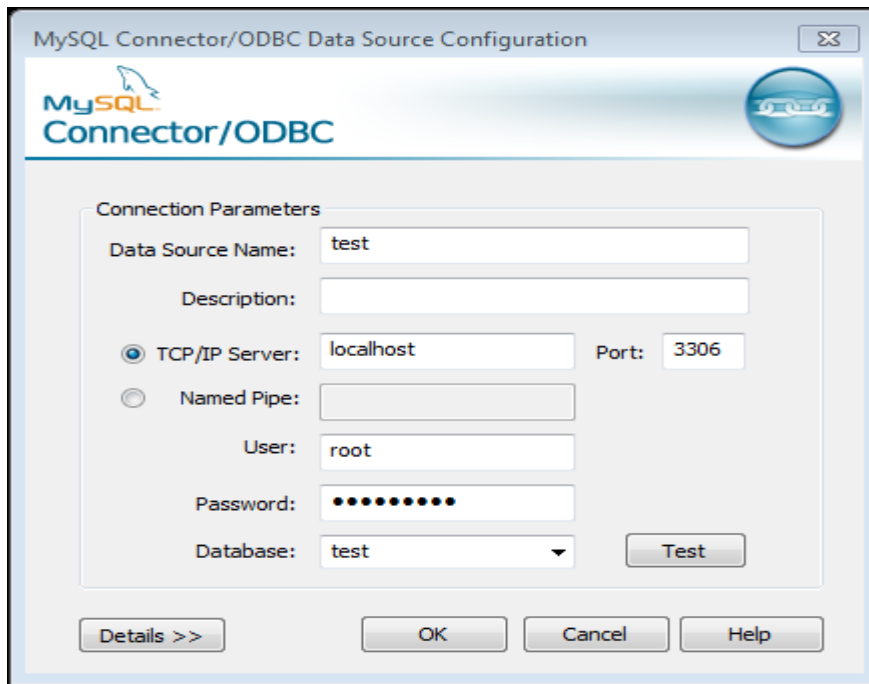 MySQL Connector/ODBC Data Source Configuration
MySQL
Connector/ODBC
Connection Parameters
Data Source Name: test
Description:
TCP/IP Server: localhost Port: 3306
Named Pipe:
User: root
Password: •••••••••
Database: test Test
Details >> OK Cancel Help